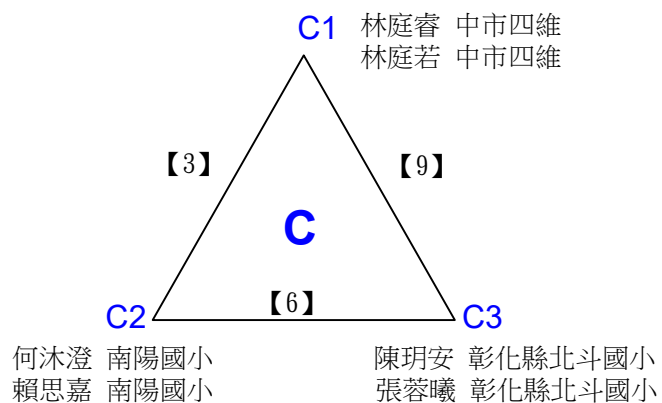 C1 林庭睿 中市四維
林庭若 中市四維
【3】 【9】
C
【6】
C2 C3
何沐澄 南陽國小 陳玥安 彰化縣北斗國小
賴思嘉 南陽國小 張蓉曦 彰化縣北斗國小